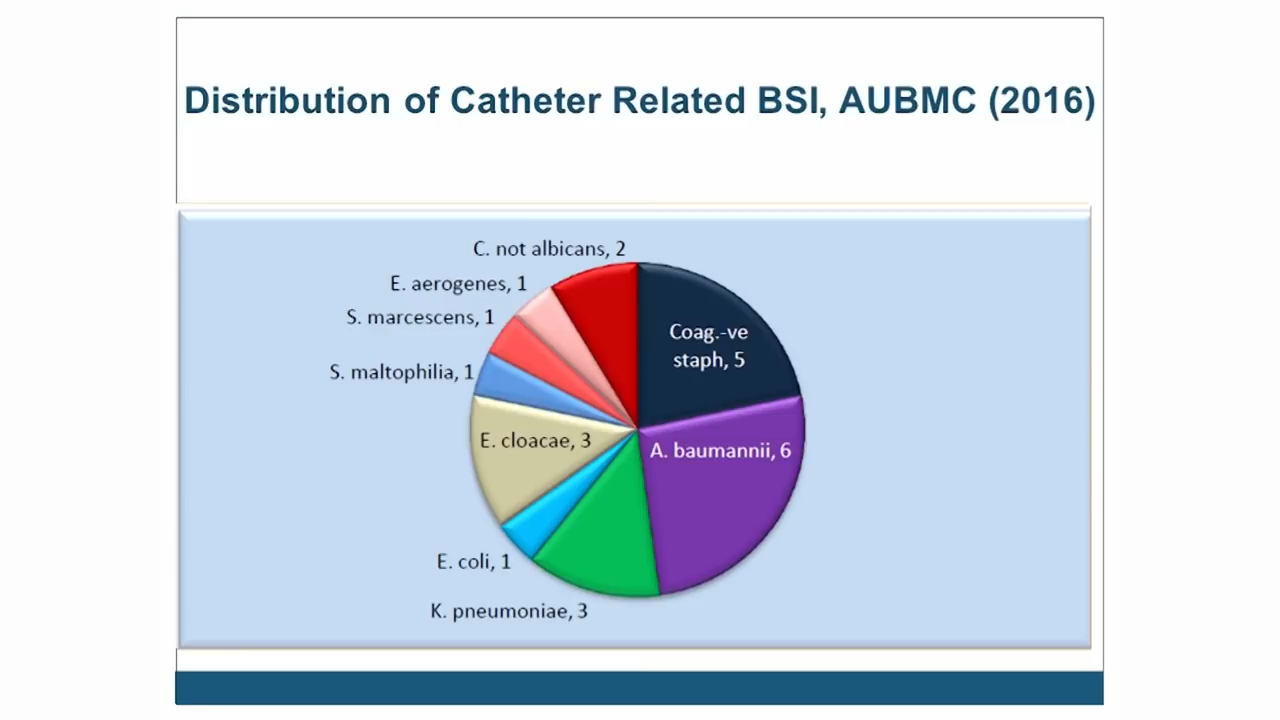 Distribution of Catheter Related BSI, AUBMC (2016)
C. not albicans, 2
E. aerogenes, 1
S. marcescens, 1
Coag.-ve
staph, 5
S. maltophilia, 1
E. cloacae, 3
A. baumannii, 6
E. coli, 1
K. pneumoniae, 3